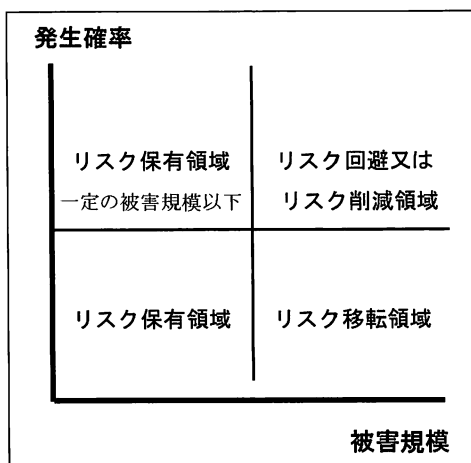 発生確率
リスク保有領域
一定の被害規模以下
リスク回避又は
リスク削減領域
リスク保有領域
リスク移転領域
被害規模